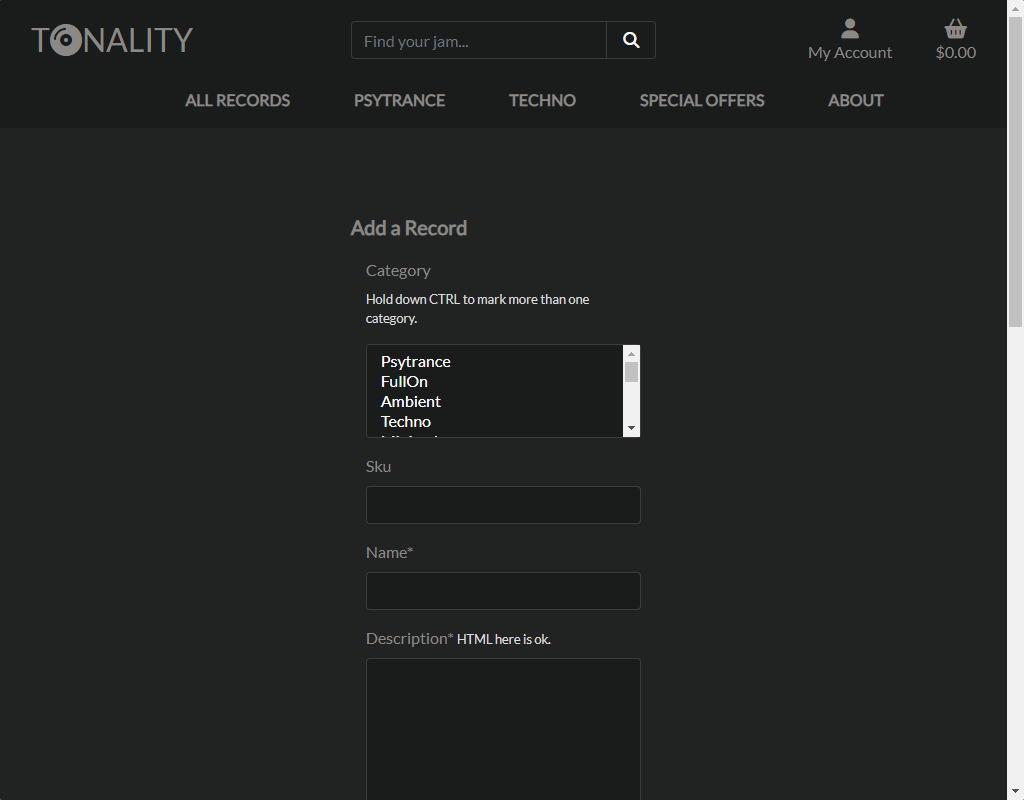 TONALITY
Find your jam...
My Account
$0.00
ALL RECORDS
PSYTRANCE
TECHNO
SPECIAL OFFERS
ABOUT
Add a Record
Category
Hold down CTRL to mark more than one
category.
Psytrance
FullOn
Ambient
Techno
Sku
Name*
Description* HTML here is ok.